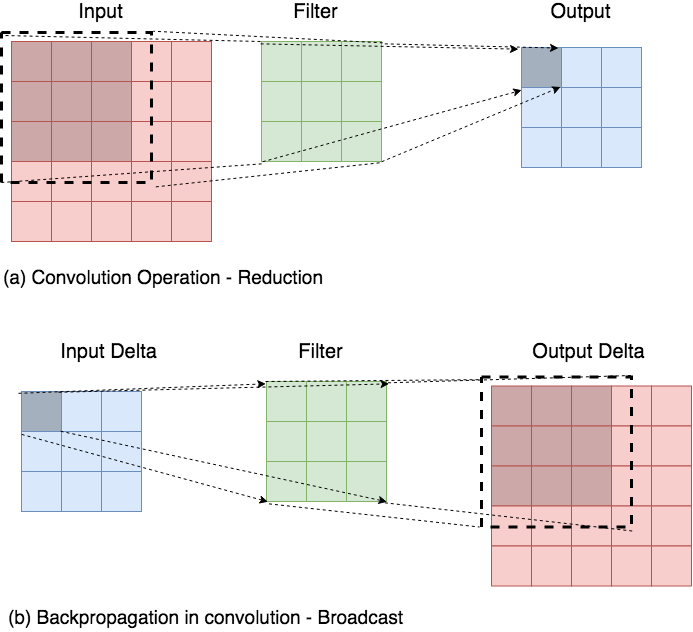 Input Filter Output
(a) Convolution Operation - Reduction
Input Delta Filter Output Delta
(b) Backpropagation in convolution - Broadcast